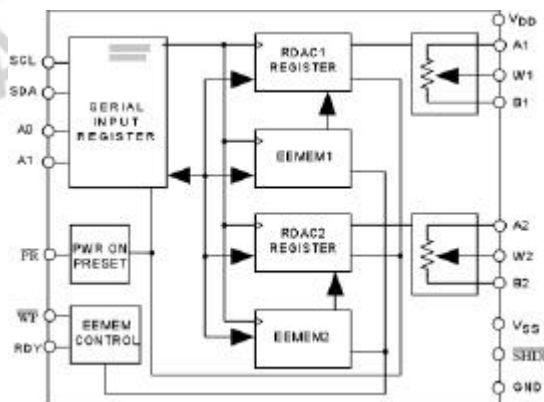 SCL
SDA
A0
A1
SERIAL
INPUT
REGISTER
PR
PWR ON
PRESET
WP
RDY
EEMEM
CONTROL
RDAC1
REGISTER
EEMEM1
RDAC2
REGISTER
EEMEM2
VDD
A1
W1
B1
A2
W2
B2
VSS
GND